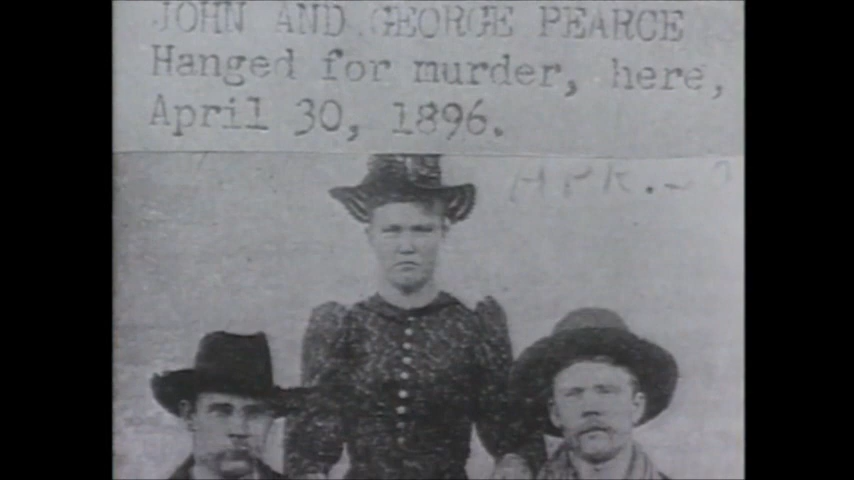 JOHN AND GEORGE PEARCE
Hanged for murder, here,
April 30, 1896.